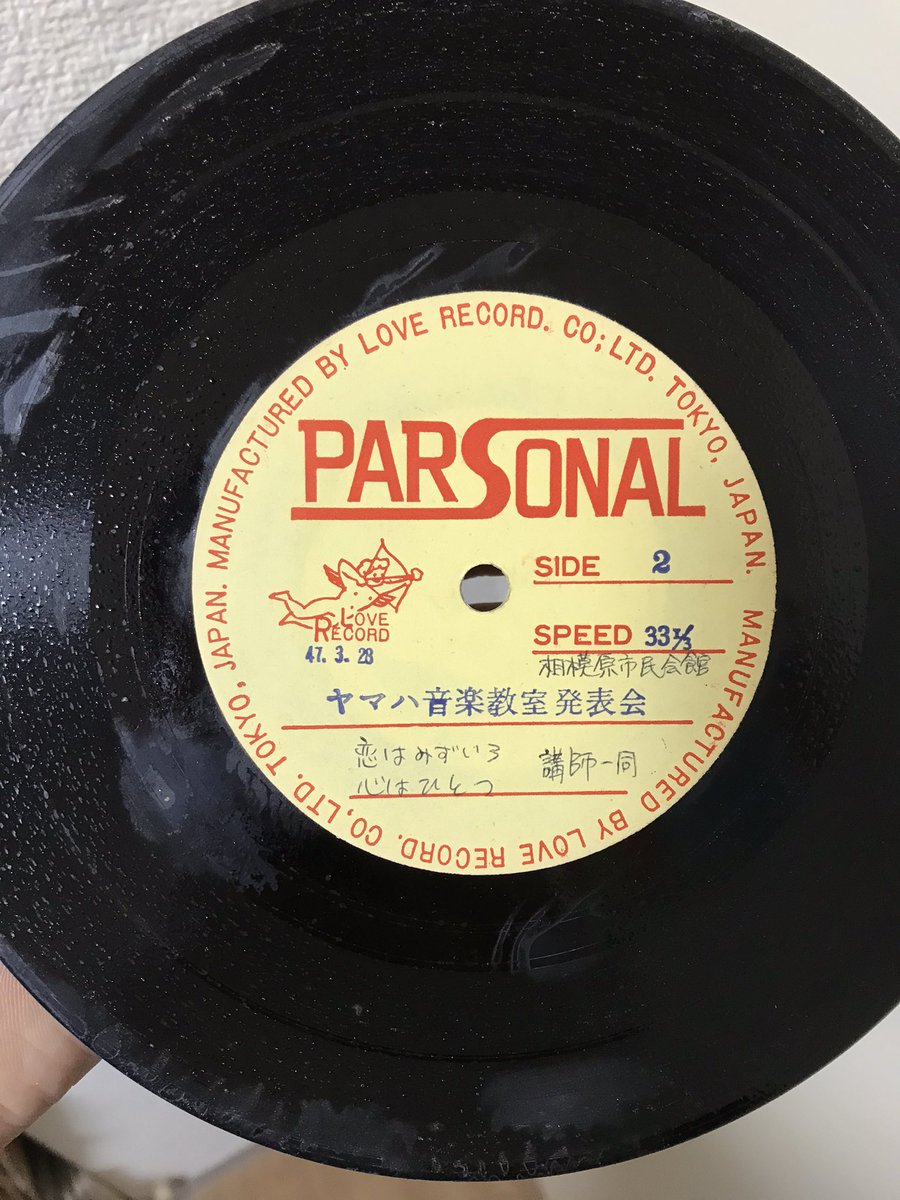 MANUFACTURED BY LOVE RECORD. CO;LTD. TOKYO, JAPAN.
MANUFACTURED BY LOVE RECORD. CO,LTD. TOKYO, JAPAN.
PARSONAL
SIDE 2
LOVE
RECORD
SPEED 33⅓
47. 3. 28
相模原市民会館
ヤマハ音楽教室発表会
恋はみずいろ 講師一同
心はひとつ